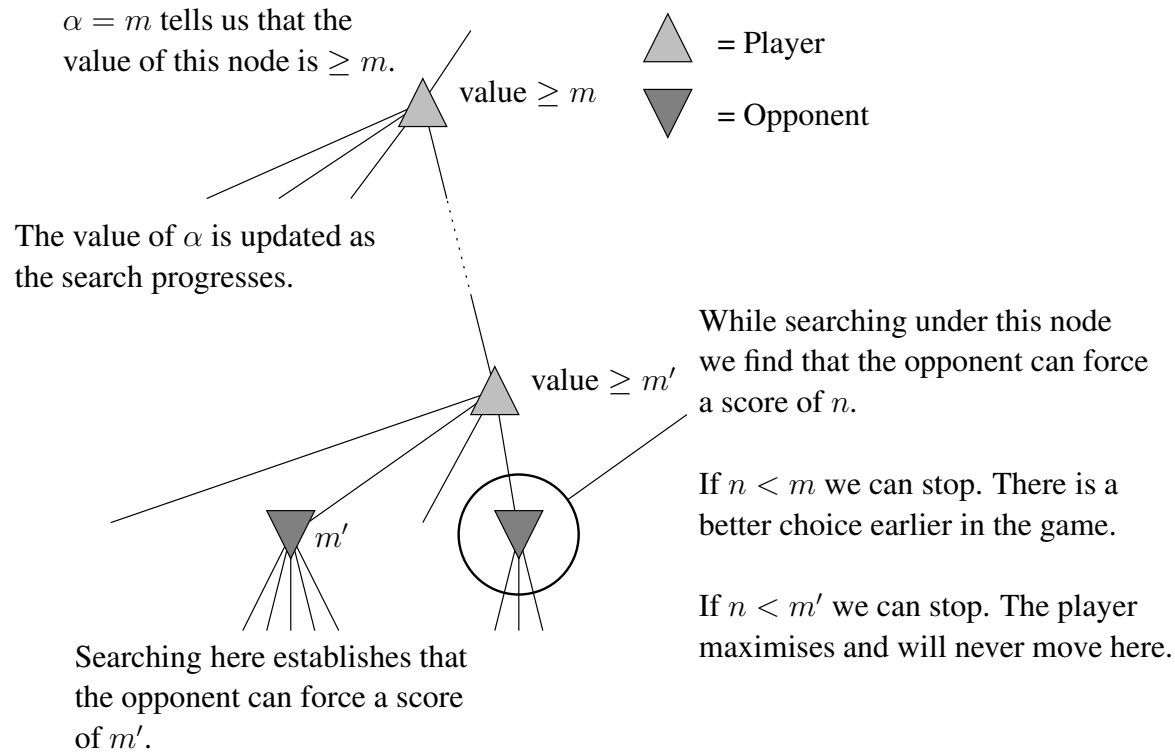 α = m tells us that the
value of this node is ≥ m.
value ≥ m
= Player
= Opponent
The value of α is updated as
the search progresses.
value ≥ m′
While searching under this node
we find that the opponent can force
a score of n.
If n < m we can stop. There is a
better choice earlier in the game.
If n < m′ we can stop. The player
maximises and will never move here.
m′
Searching here establishes that
the opponent can force a score
of m′.